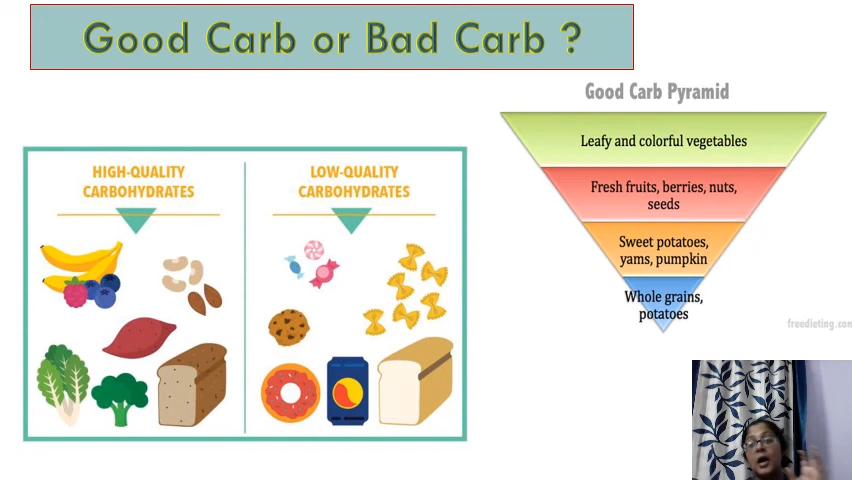 Good Carb or Bad Carb ?
HIGH-QUALITY
CARBOHYDRATES
LOW-QUALITY
CARBOHYDRATES
Good Carb Pyramid
Leafy and colorful vegetables
Fresh fruits, berries, nuts,
seeds
Sweet potatoes,
yams, pumpkin
Whole grains,
potatoes
freedieting.com